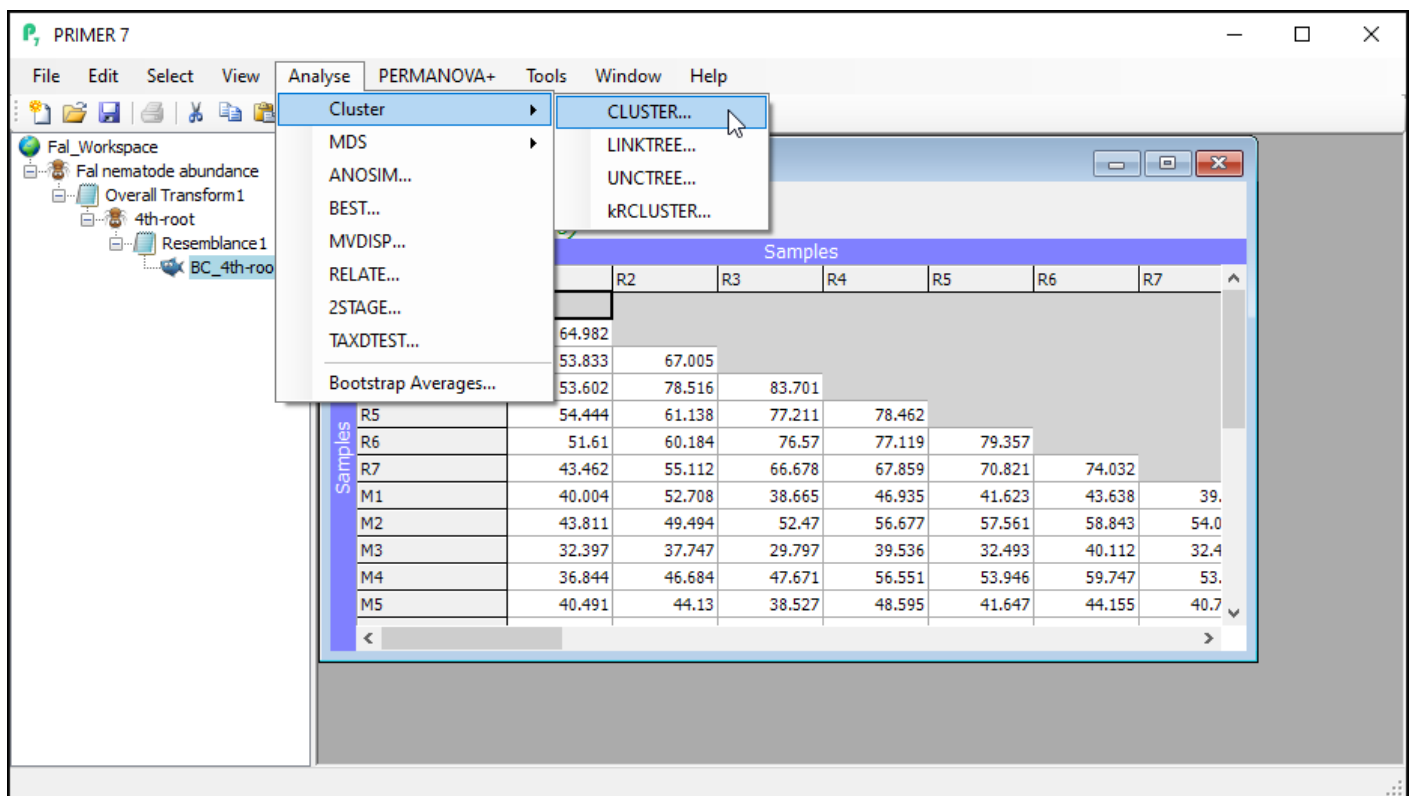 PRIMER 7
File Edit Select View Analyse PERMANOVA+ Tools Window Help
Fal_Workspace
Fal nematode abundance
Overall Transform1
4th-root
Resemblance1
BC_4th-roo
Cluster
MDS
ANOSIM...
BEST...
MVDISP...
RELATE...
2STAGE...
TAXDTEST...
Bootstrap Averages...
CLUSTER...
LINKTREE...
UNCTREE...
kRCLUSTER...
Samples
R2 R3 R4 R5 R6 R7
64.982
53.833 67.005
53.602 78.516 83.701
R5 54.444 61.138 77.211 78.462
R6 51.61 60.184 76.57 77.119 79.357
R7 43.462 55.112 66.678 67.859 70.821 74.032
M1 40.004 52.708 38.665 46.935 41.623 43.638 39.
M2 43.811 49.494 52.47 56.677 57.561 58.843 54.0
M3 32.397 37.747 29.797 39.536 32.493 40.112 32.4
M4 36.844 46.684 47.671 56.551 53.946 59.747 53.
M5 40.491 44.13 38.527 48.595 41.647 44.155 40.7
Samples